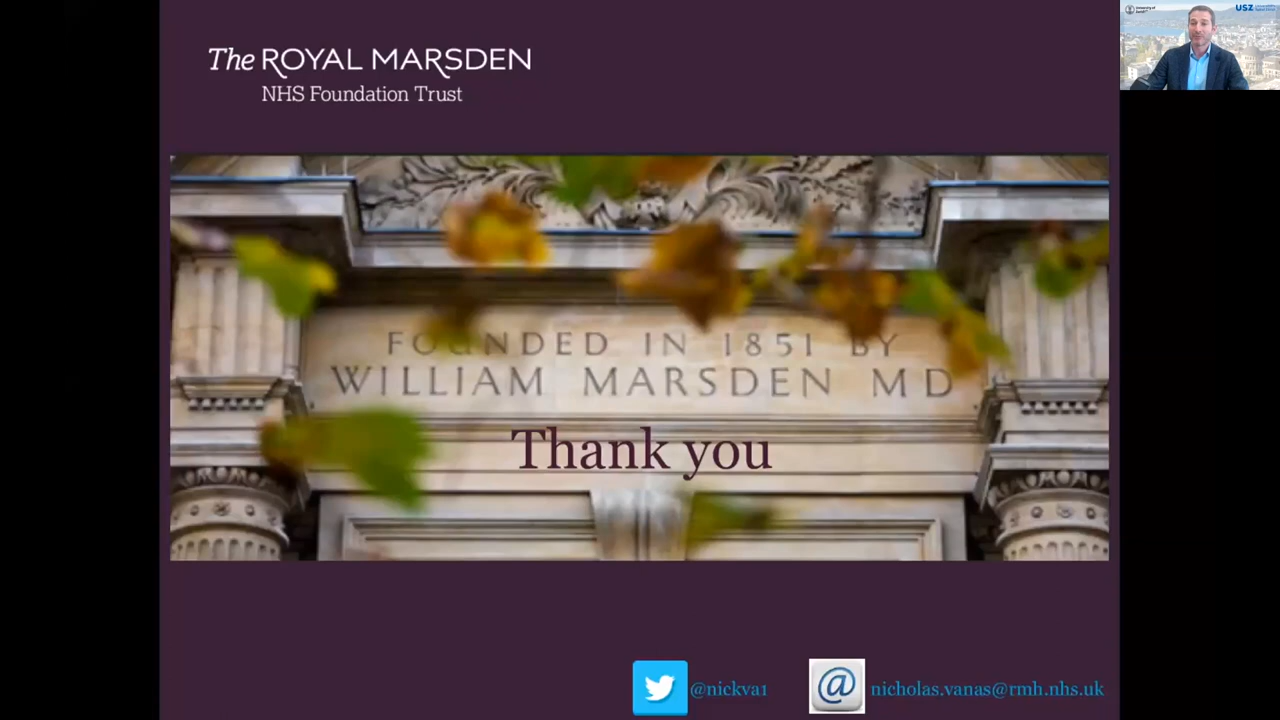 The ROYAL MARSDEN
NHS Foundation Trust
USZ
FOUNDED IN 1851 BY
WILLIAM MARSDEN MD
Thank you
@nickva1
@
nicholas.vanas@rmh.nhs.uk